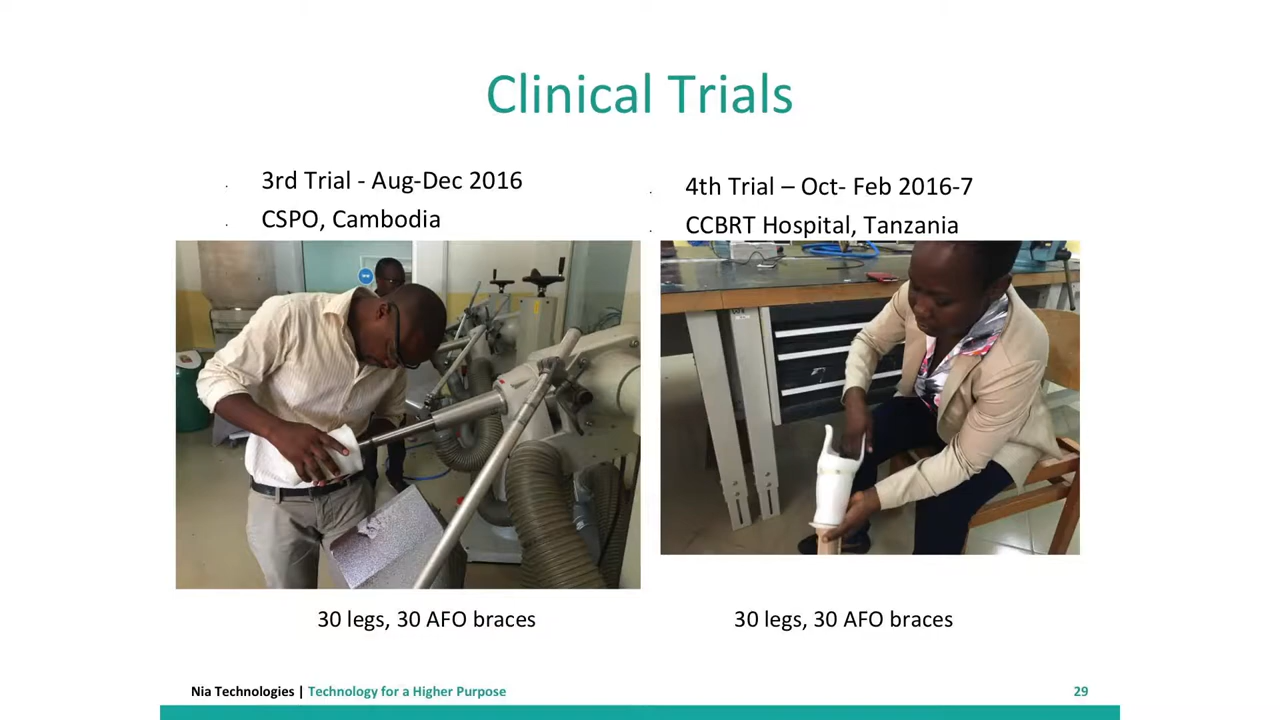 Clinical Trials
3rd Trial - Aug-Dec 2016
CSPO, Cambodia
4th Trial – Oct- Feb 2016-7
CCBRT Hospital, Tanzania
30 legs, 30 AFO braces
30 legs, 30 AFO braces
Nia Technologies | Technology for a Higher Purpose
29